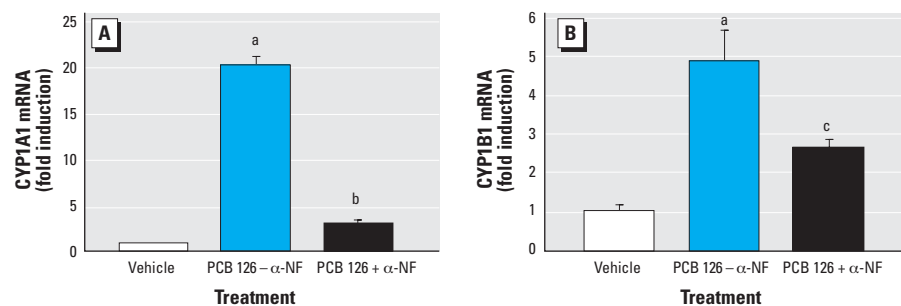 A
CYP1A1 mRNA
(fold induction)
25
20
15
10
5
0
a
b
Vehicle
PCB 126 – α-NF
PCB 126 + α-NF
Treatment
B
CYP1B1 mRNA
(fold induction)
6
5
4
3
2
1
0
a
c
Vehicle
PCB 126 – α-NF
PCB 126 + α-NF
Treatment